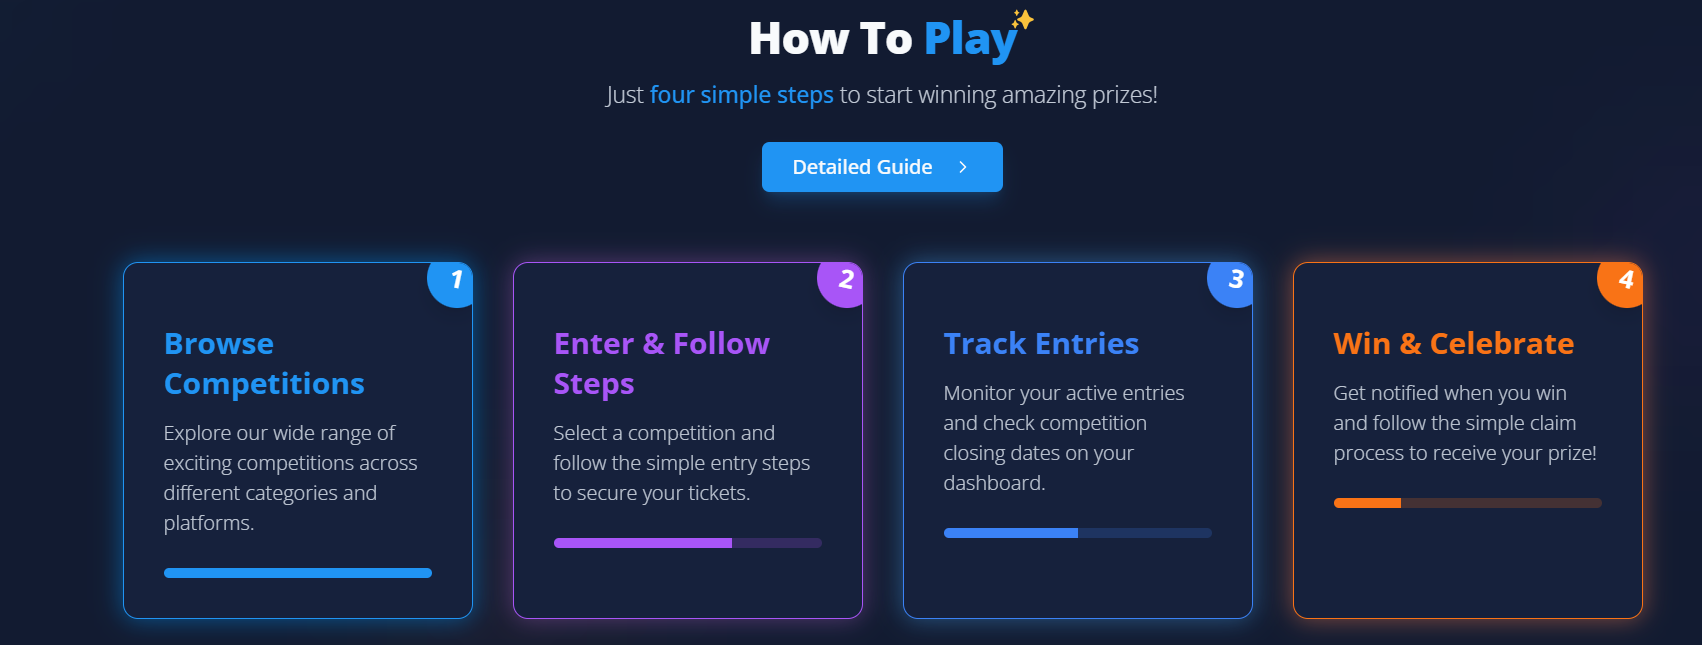 How To Play
Just four simple steps to start winning amazing prizes!
Detailed Guide
1
Browse
Competitions
Explore our wide range of
exciting competitions across
different categories and
platforms.
2
Enter & Follow
Steps
Select a competition and
follow the simple entry steps
to secure your tickets.
3
Track Entries
Monitor your active entries
and check competition
closing dates on your
dashboard.
4
Win & Celebrate
Get notified when you win
and follow the simple claim
process to receive your prize!